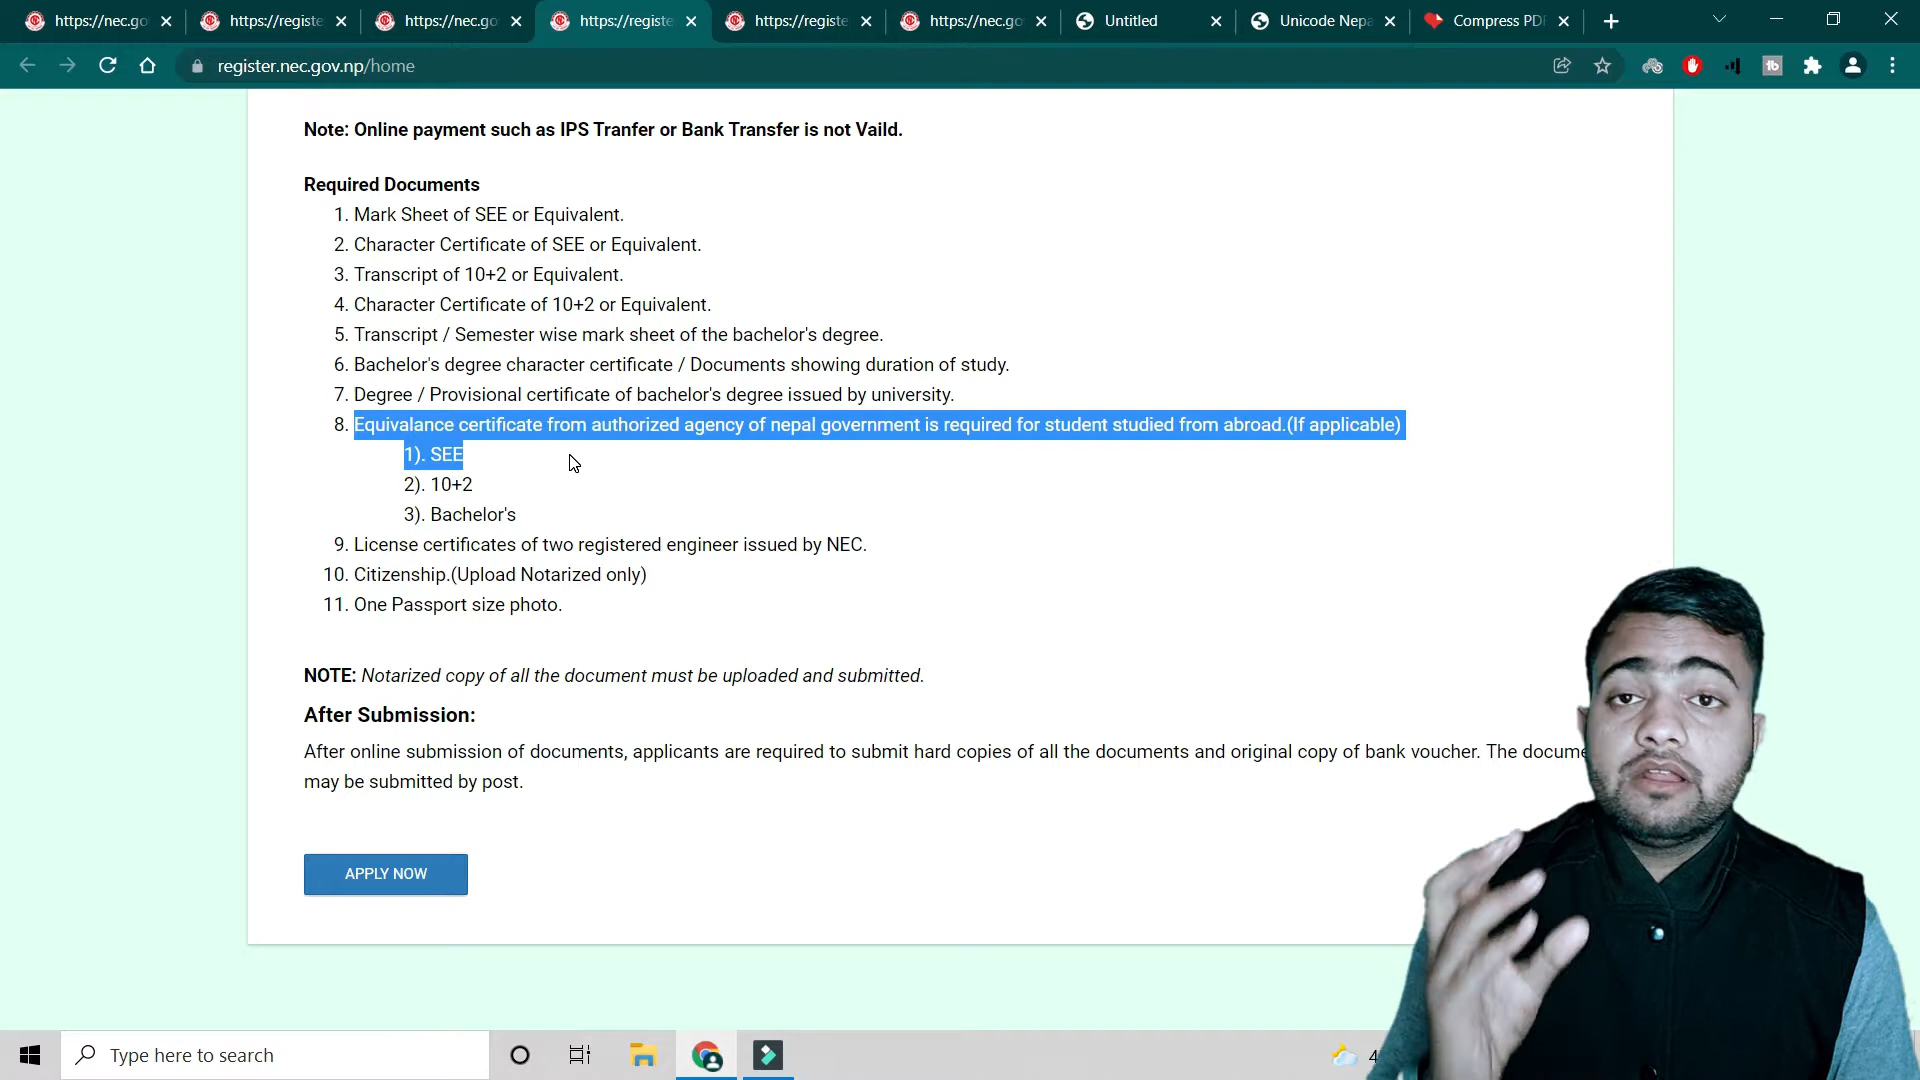 https://nec.go
https://registe
https://nec.go
https://registe
https://registe
https://nec.go
Untitled
Unicode Nepa
Compress PDF
register.nec.gov.np/home
Note: Online payment such as IPS Tranfer or Bank Transfer is not Vaild.
Required Documents
1. Mark Sheet of SEE or Equivalent.
2. Character Certificate of SEE or Equivalent.
3. Transcript of 10+2 or Equivalent.
4. Character Certificate of 10+2 or Equivalent.
5. Transcript / Semester wise mark sheet of the bachelor's degree.
6. Bachelor's degree character certificate / Documents showing duration of study.
7. Degree / Provisional certificate of bachelor's degree issued by university.
8. Equivalance certificate from authorized agency of nepal government is required for student studied from abroad.(If applicable)
1). SEE
2). 10+2
3). Bachelor's
9. License certificates of two registered engineer issued by NEC.
10. Citizenship.(Upload Notarized only)
11. One Passport size photo.
NOTE: Notarized copy of all the document must be uploaded and submitted.
After Submission:
After online submission of documents, applicants are required to submit hard copies of all the documents and original copy of bank voucher. The docume
may be submitted by post.
APPLY NOW
Type here to search
4